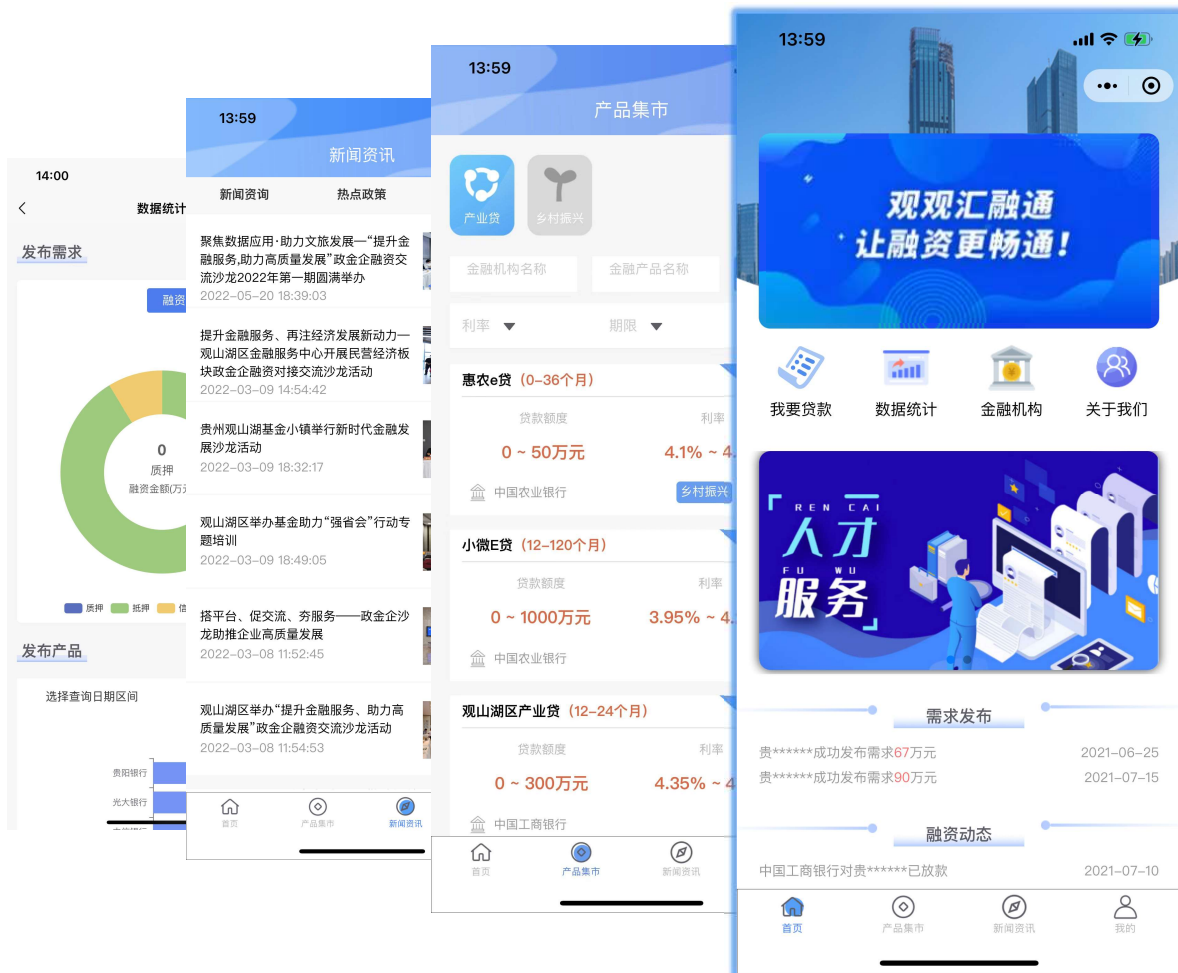 14:00
数据统计
发布需求
融资
0
质押
融资金额(万元
质押 抵押 信
发布产品
选择查询日期区间
贵阳银行
光大银行
13:59
新闻资讯
新闻资询 热点政策
聚焦数据应用·助力文旅发展—“提升金
融服务,助力高质量发展”政金企融资交
流沙龙2022年第一期圆满举办
2022-05-20 18:39:03
提升金融服务、再注经济发展新动力—
观山湖区金融服务中心开展民营经济板
块政金企融资对接交流沙龙活动
2022-03-09 14:54:42
贵州观山湖基金小镇举行新时代金融发
展沙龙活动
2022-03-09 18:32:17
观山湖区举办基金助力“强省会”行动专
题培训
2022-03-09 18:49:05
搭平台、促交流、夯服务——政金企沙
龙助推企业高质量发展
2022-03-08 11:52:45
观山湖区举办“提升金融服务、助力高
质量发展”政金企融资交流沙龙活动
2022-03-08 11:54:53
首页 产品集市 新闻资讯
13:59
产品集市
产业贷 乡村振兴
金融机构名称 金融产品名称
利率 期限
惠农e贷 (0-36个月)
贷款额度 利率
0 ~ 50万元 4.1% ~ 4.
中国农业银行 乡村振兴
小微E贷 (12-120个月)
贷款额度 利率
0 ~ 1000万元 3.95% ~ 4.
中国农业银行
观山湖区产业贷 (12-24个月)
贷款额度 利率
0 ~ 300万元 4.35% ~ 4
中国工商银行
首页 产品集市 新闻资讯
13:59
观观汇融通
让融资更畅通!
我要贷款 数据统计 金融机构 关于我们
REN CAI
人才
FU WU
服务
需求发布
贵******成功发布需求67万元 2021-06-25
贵******成功发布需求90万元 2021-07-15
融资动态
中国工商银行对贵******已放款 2021-07-10
首页 产品集市 新闻资讯 我的